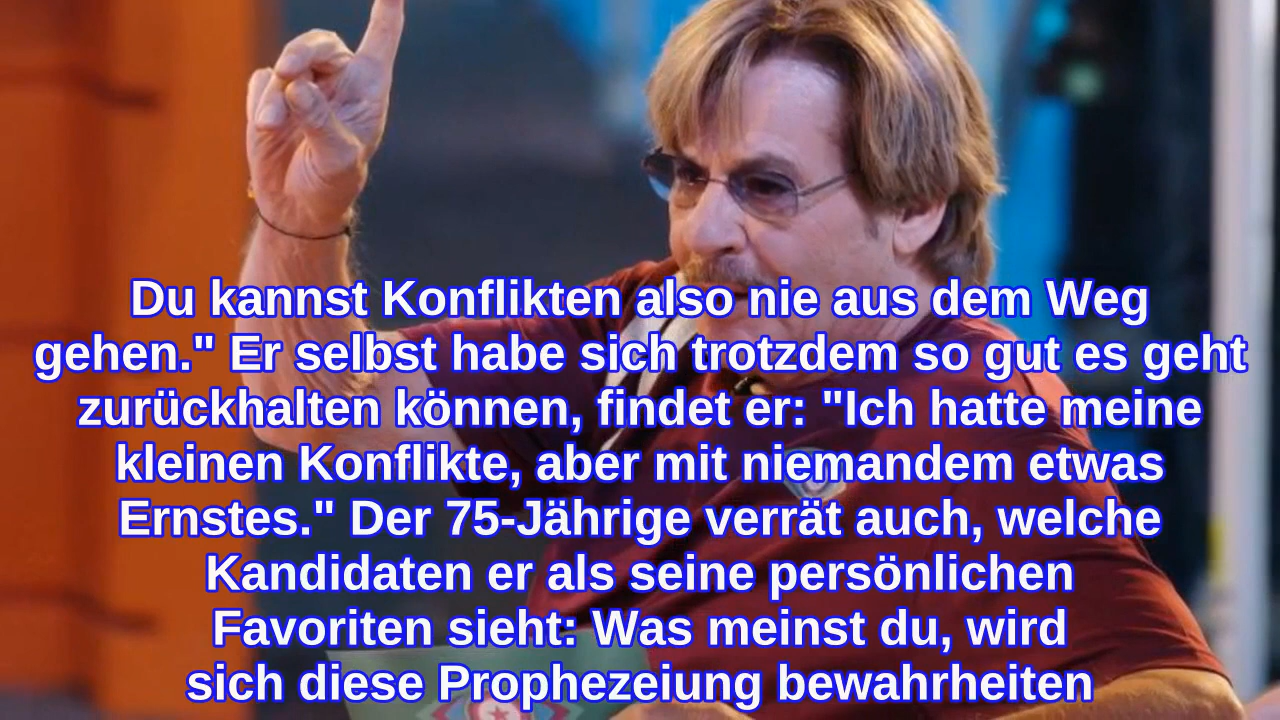 Du kannst Konflikten also nie aus dem Weg
gehen." Er selbst habe sich trotzdem so gut es geht
zurückhalten können, findet er: "Ich hatte meine
kleinen Konflikte, aber mit niemandem etwas
Ernstes." Der 75-Jährige verrät auch, welche
Kandidaten er als seine persönlichen
Favoriten sieht: Was meinst du, wird
sich diese Prophezeiung bewahrheiten